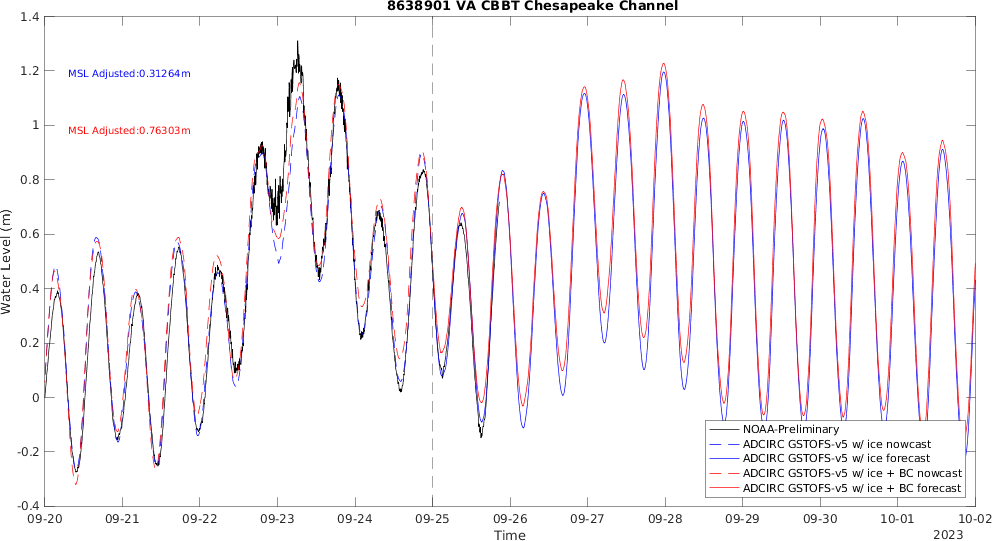 8638901 VA CBBT Chesapeake Channel
1.4
1.2
1
0.8
0.6
0.4
0.2
0
-0.2
-0.4
Water Level (m)
MSL Adjusted:0.31264m
MSL Adjusted:0.76303m
NOAA-Preliminary
ADCIRC GSTOFS-v5 w/ ice nowcast
ADCIRC GSTOFS-v5 w/ ice forecast
ADCIRC GSTOFS-v5 w/ ice + BC nowcast
ADCIRC GSTOFS-v5 w/ ice + BC forecast
09-20 09-21 09-22 09-23 09-24 09-25 09-26 09-27 09-28 09-29 09-30 10-01 10-02
Time
2023